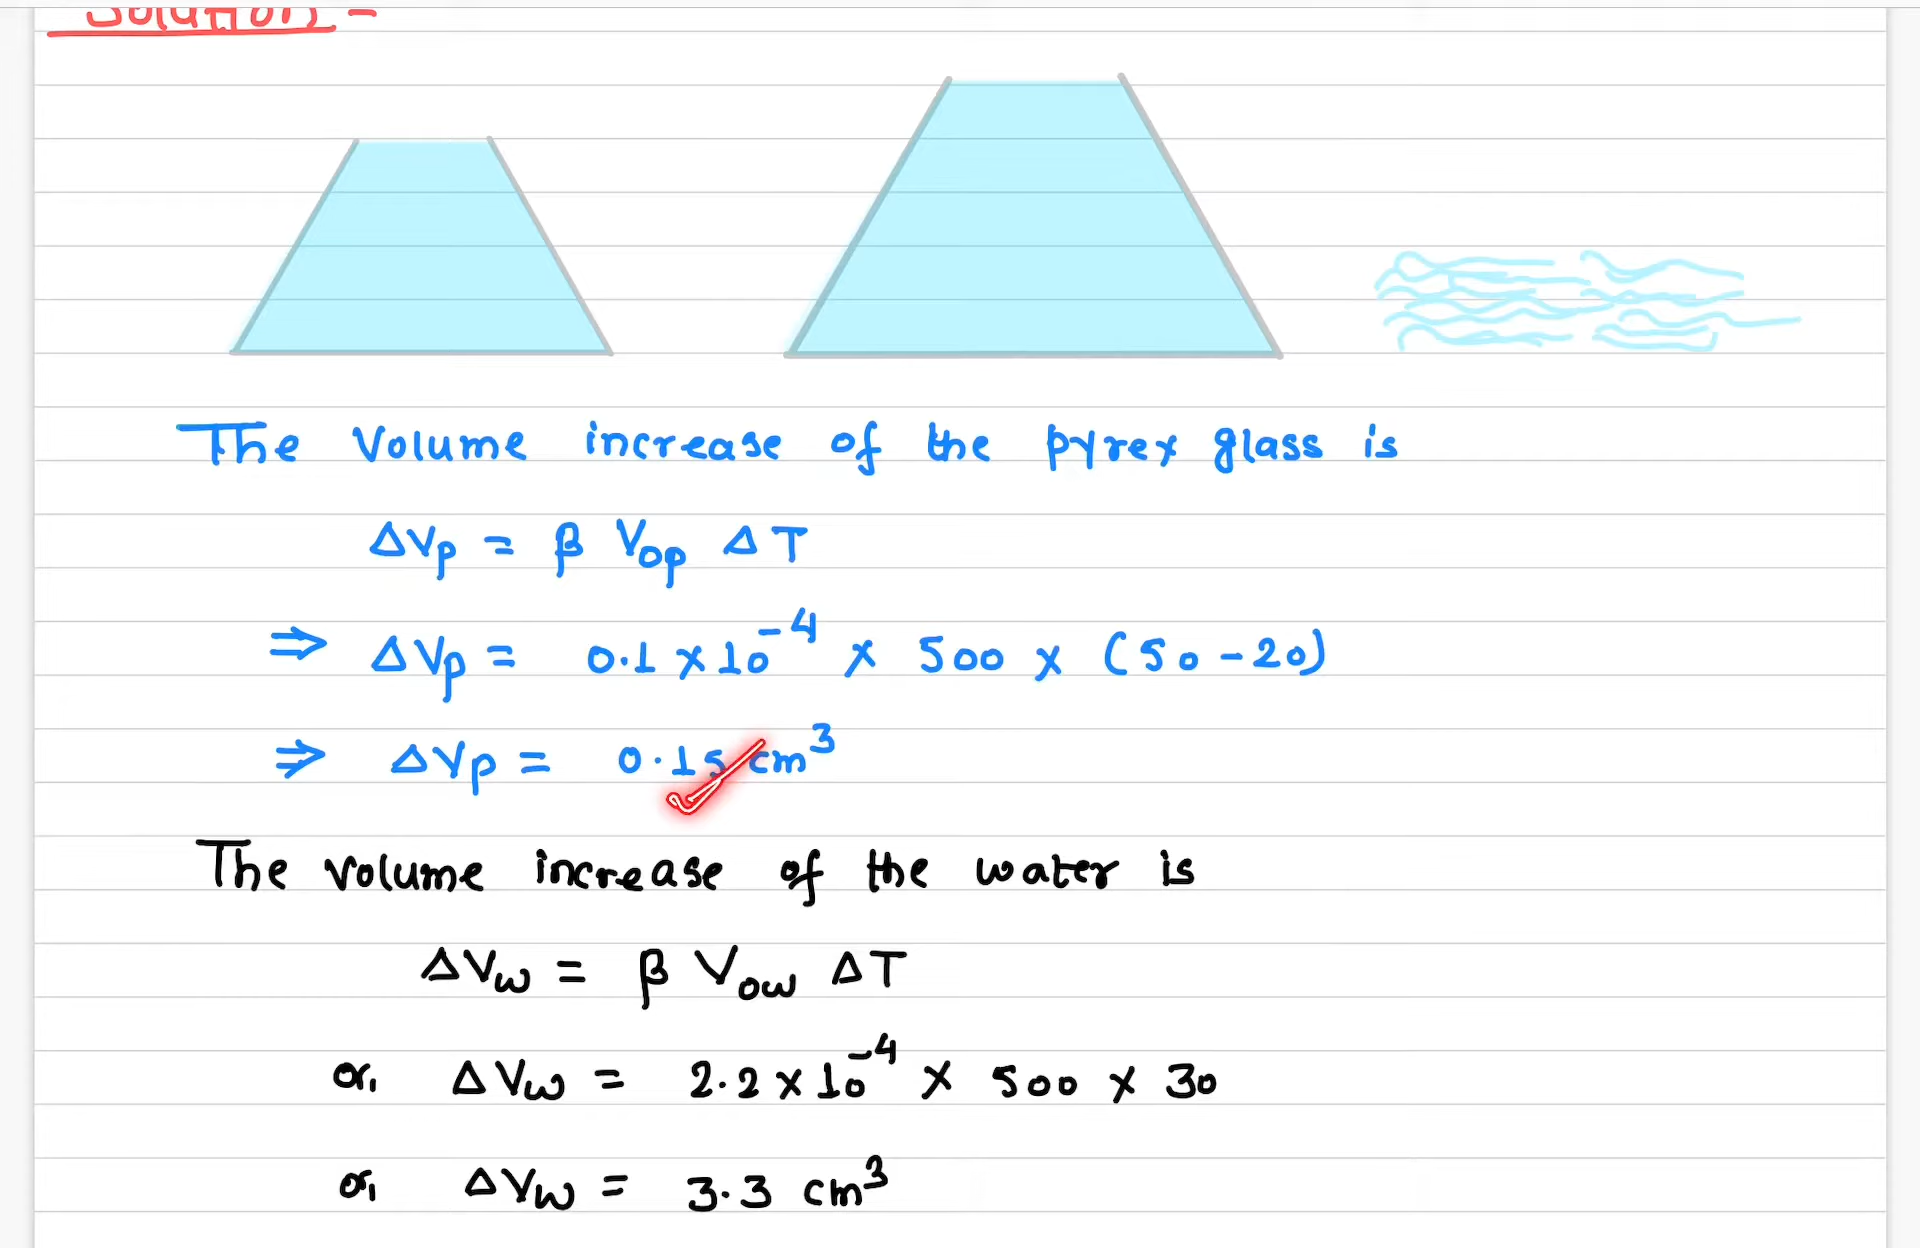 Solution :-
The Volume increase of the pyrex glass is
ΔVp = β Vop ΔT
⇒ ΔVp = 0.1 × 10⁻⁴ × 500 × (50 - 20)
⇒ ΔVp = 0.15 cm³
The volume increase of the water is
ΔVw = β Vow ΔT
or, ΔVw = 2.2 × 10⁻⁴ × 500 × 30
or, ΔVw = 3.3 cm³